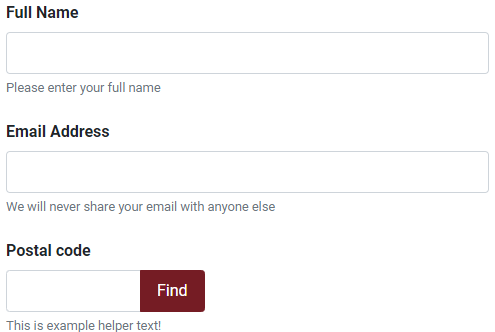 Full Name
Please enter your full name
Email Address
We will never share your email with anyone else
Postal code
Find
This is example helper text!